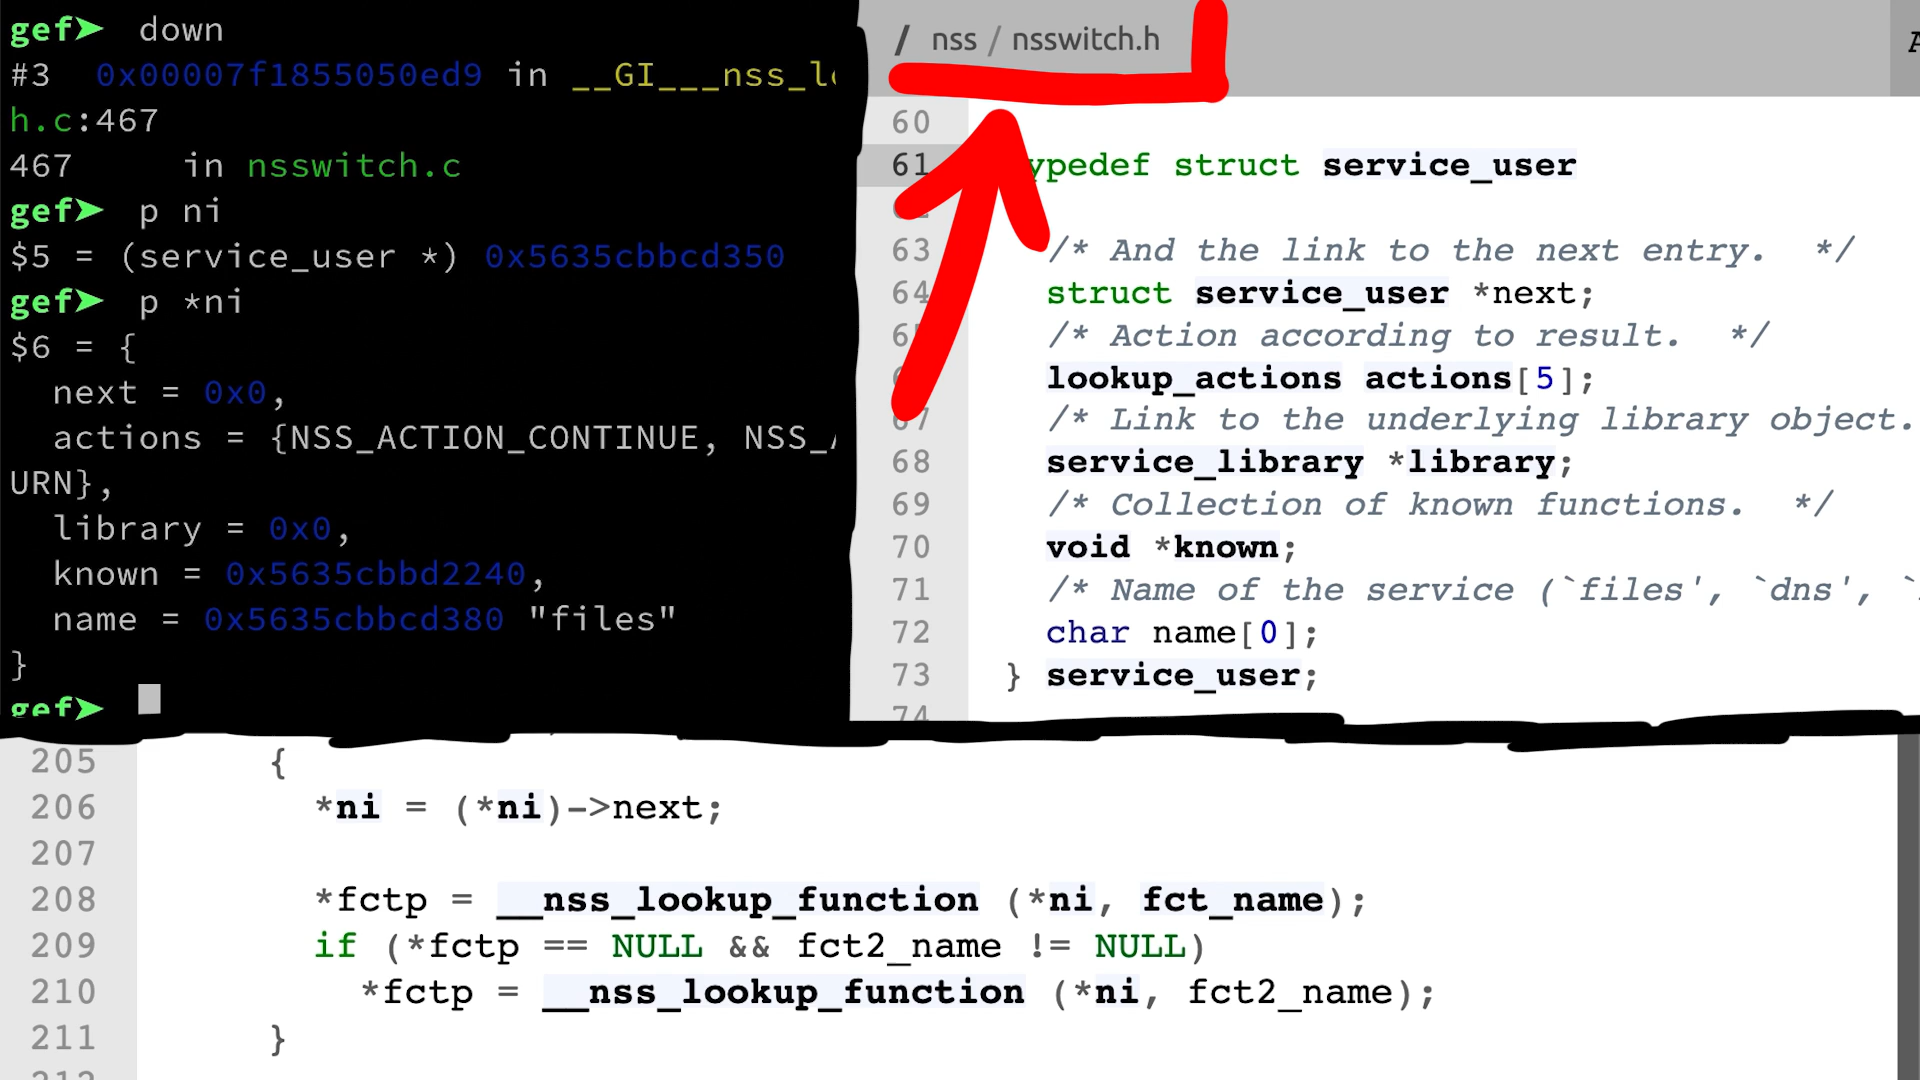 gef➤ down
#3 0x00007f1855050ed9 in __GI___nss_l
h.c:467
467 in nsswitch.c
gef➤ p ni
$5 = (service_user *) 0x5635cbbcd350
gef➤ p *ni
$6 = {
next = 0x0,
actions = {NSS_ACTION_CONTINUE, NSS_
URN},
library = 0x0,
known = 0x5635cbbd2240,
name = 0x5635cbbcd380 "files"
}
gef➤
/ nss / nsswitch.h
60
61 ypedef struct service_user
63 /* And the link to the next entry. */
64 struct service_user *next;
/* Action according to result. */
lookup_actions actions[5];
67 /* Link to the underlying library object.
68 service_library *library;
69 /* Collection of known functions. */
70 void *known;
71 /* Name of the service (`files', `dns', `
72 char name[0];
73 } service_user;
74
205 {
206 *ni = (*ni)->next;
207
208 *fctp = __nss_lookup_function (*ni, fct_name);
209 if (*fctp == NULL && fct2_name != NULL)
210 *fctp = __nss_lookup_function (*ni, fct2_name);
211 }
212